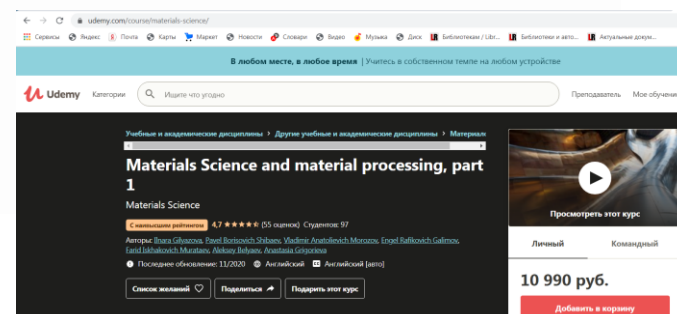 udemy.com/course/materials-science/
Сервисы Яндекс Почта Карты Маркет Новости Словари Видео Музыка Диск Библиотекам / Libr... Библиотеки и авто... Актуальные докум...
В любом месте, в любое время | Учитесь в собственном темпе на любом устройстве
Udemy Категории Ищите что угодно Преподаватель Мое обучени
Учебные и академические дисциплины > Другие учебные и академические дисциплины > Материал
Materials Science and material processing, part
1
Materials Science
С наивысшим рейтингом 4,7 (55 оценок) Студентов: 97
Авторы: Ilnara Gilyazova, Pavel Borisovich Shibaev, Vladimir Anatolievich Morozov, Engel Rafikovich Galimov,
Farid Iskhakovich Murataev, Aleksey Belyaev, Anastasia Grigorieva
Последнее обновление: 11/2020 Английский Английский [авто]
Список желаний Поделиться Подарить этот курс
Просмотреть этот курс
Личный Командный
10 990 руб.
Добавить в корзину